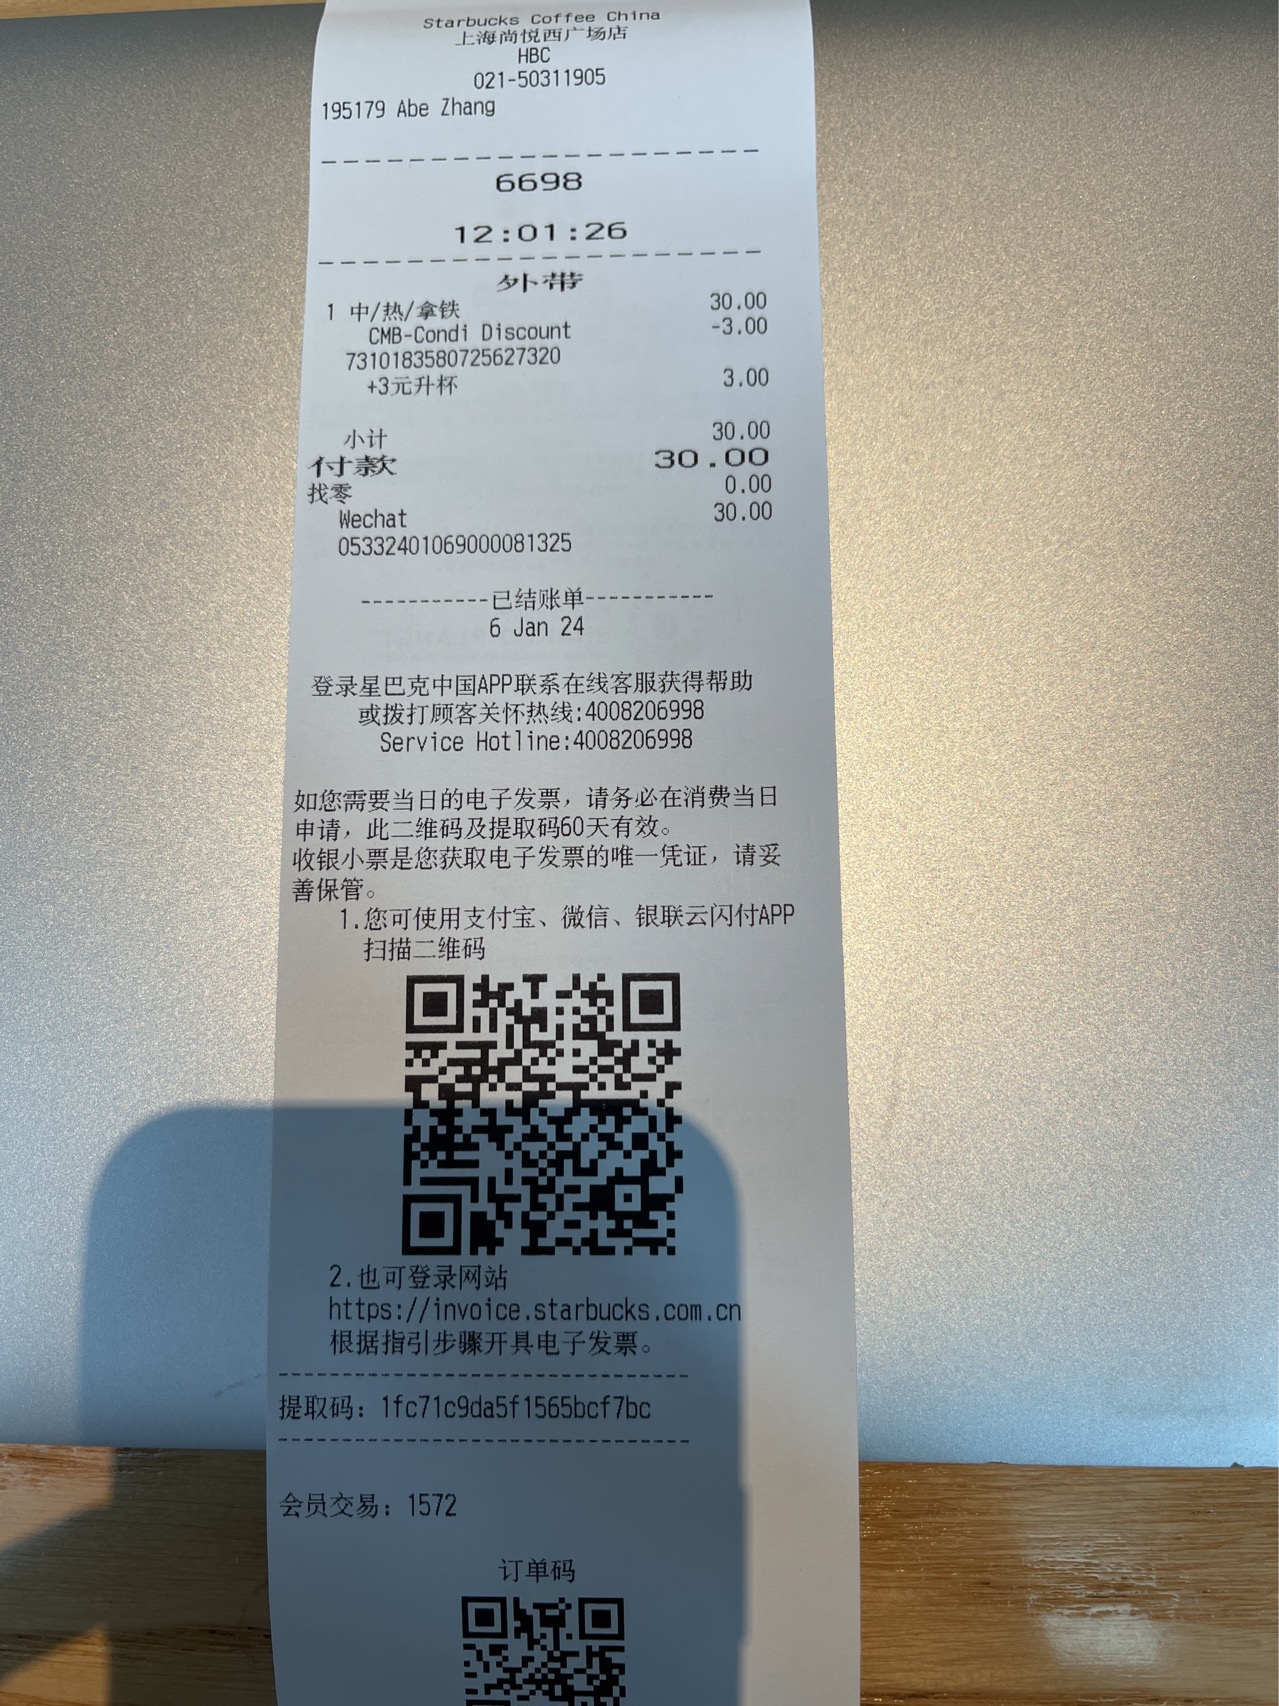 Starbucks Coffee China
上海尚悦西广场店
HBC
021-50311905
195179 Abe Zhang
6698
12:01:26
外带
1 中/热/拿铁 30.00
CMB-Condi Discount -3.00
7310183580725627320
+3元升杯 3.00
小计 30.00
付款 30.00
找零 0.00
Wechat 30.00
05332401069000081325
-----------已结账单-----------
6 Jan 24
登录星巴克中国APP联系在线客服获得帮助
或拨打顾客关怀热线:4008206998
Service Hotline:4008206998
如您需要当日的电子发票，请务必在消费当日
申请，此二维码及提取码60天有效。
收银小票是您获取电子发票的唯一凭证，请妥
善保管。
1.您可使用支付宝、微信、银联云闪付APP
扫描二维码
2.也可登录网站
https://invoice.starbucks.com.cn
根据指引步骤开具电子发票。
提取码：1fc71c9da5f1565bcf7bc
会员交易：1572
订单码